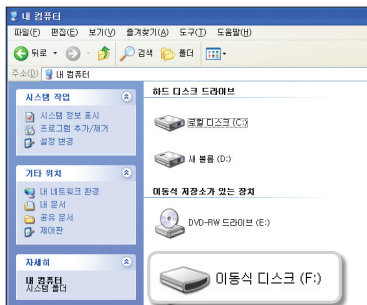 내 컴퓨터
파일(F) 편집(E) 보기(V) 즐겨찾기(A) 도구(T) 도움말(H)
뒤로 검색 폴더
주소(D) 내 컴퓨터
시스템 작업
시스템 정보 표시
프로그램 추가/제거
설정 변경
기타 위치
내 네트워크 환경
내 문서
공유 문서
제어판
자세히
내 컴퓨터
시스템 폴더
하드 디스크 드라이브
로컬 디스크 (C:)
새 볼륨 (D:)
이동식 저장소가 있는 장치
DVD-RW 드라이브 (E:)
이동식 디스크 (F:)